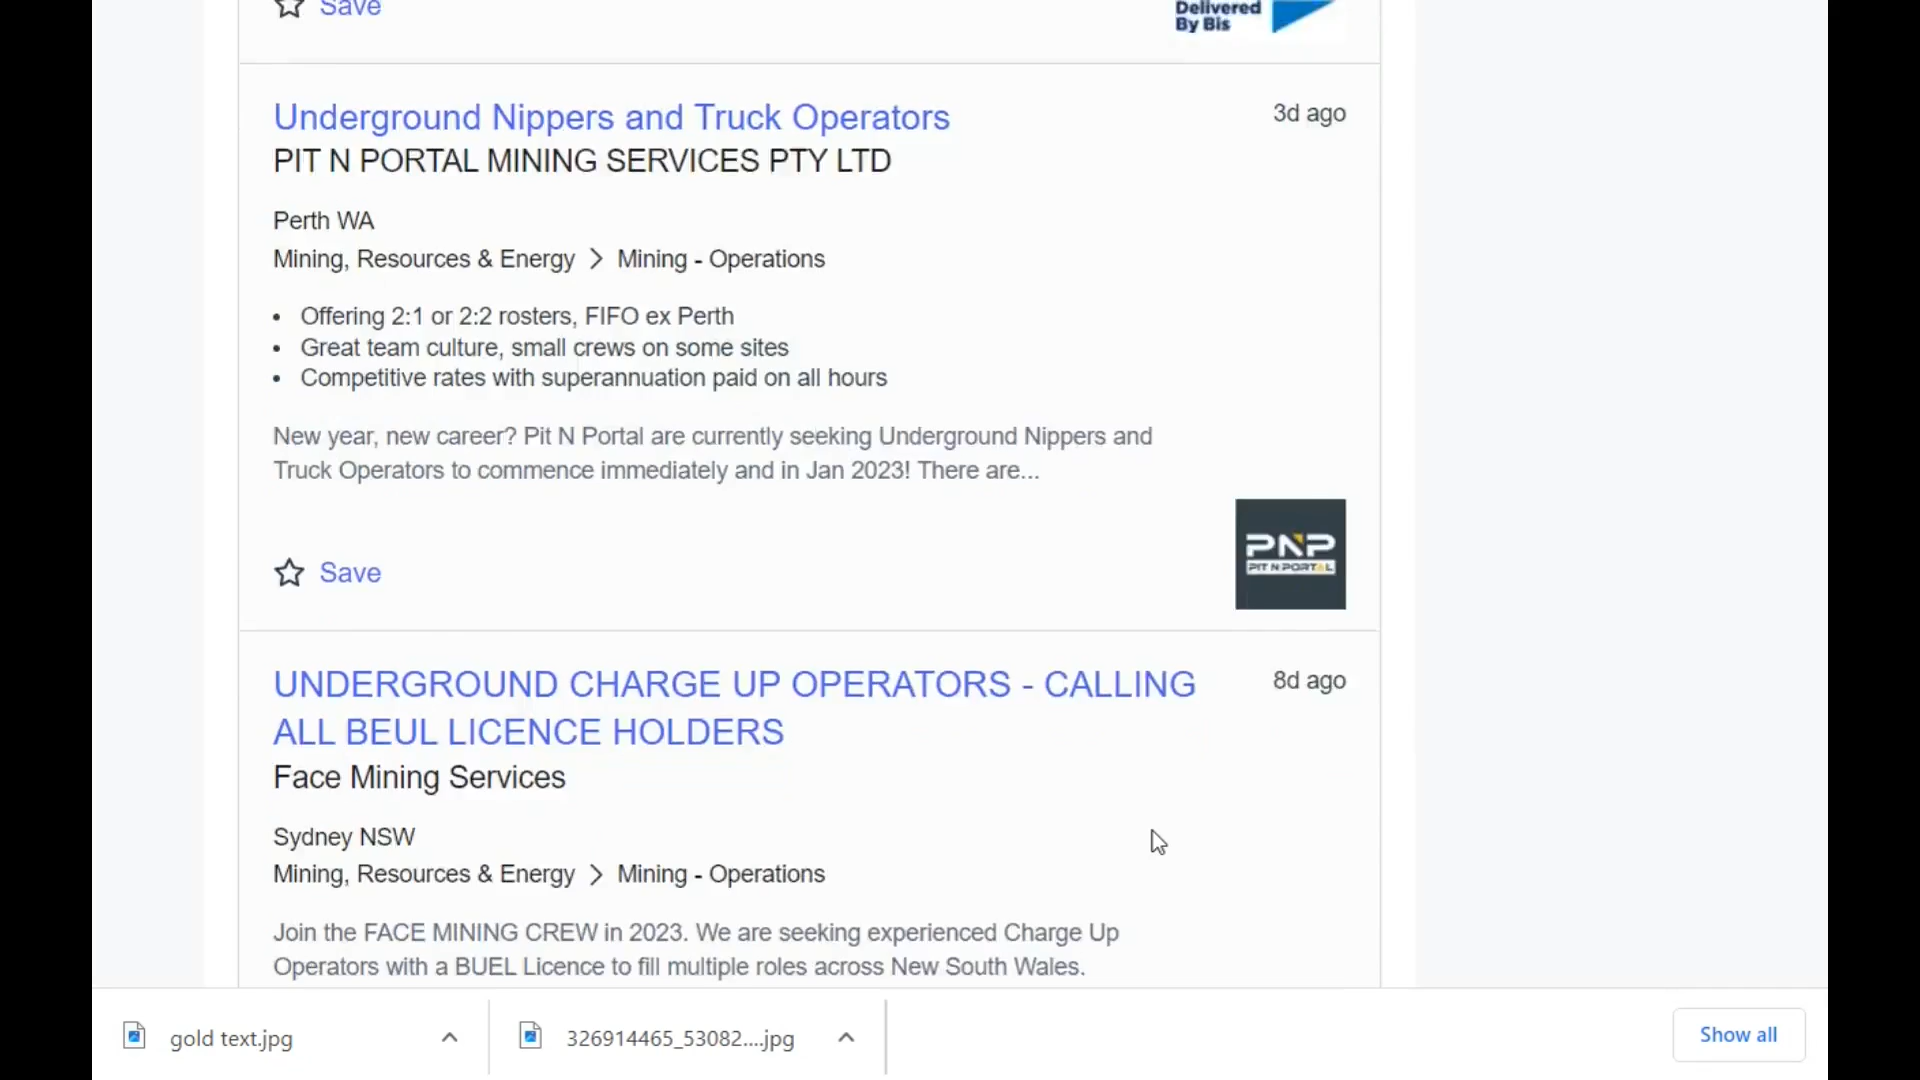 Save
Delivered
By Bis
Underground Nippers and Truck Operators
3d ago
PIT N PORTAL MINING SERVICES PTY LTD
Perth WA
Mining, Resources & Energy > Mining - Operations
• Offering 2:1 or 2:2 rosters, FIFO ex Perth
• Great team culture, small crews on some sites
• Competitive rates with superannuation paid on all hours
New year, new career? Pit N Portal are currently seeking Underground Nippers and
Truck Operators to commence immediately and in Jan 2023! There are...
PNP
PIT N PORTAL
Save
UNDERGROUND CHARGE UP OPERATORS - CALLING
8d ago
ALL BEUL LICENCE HOLDERS
Face Mining Services
Sydney NSW
Mining, Resources & Energy > Mining - Operations
Join the FACE MINING CREW in 2023. We are seeking experienced Charge Up
Operators with a BUEL Licence to fill multiple roles across New South Wales.
gold text.jpg
326914465_53082....jpg
Show all